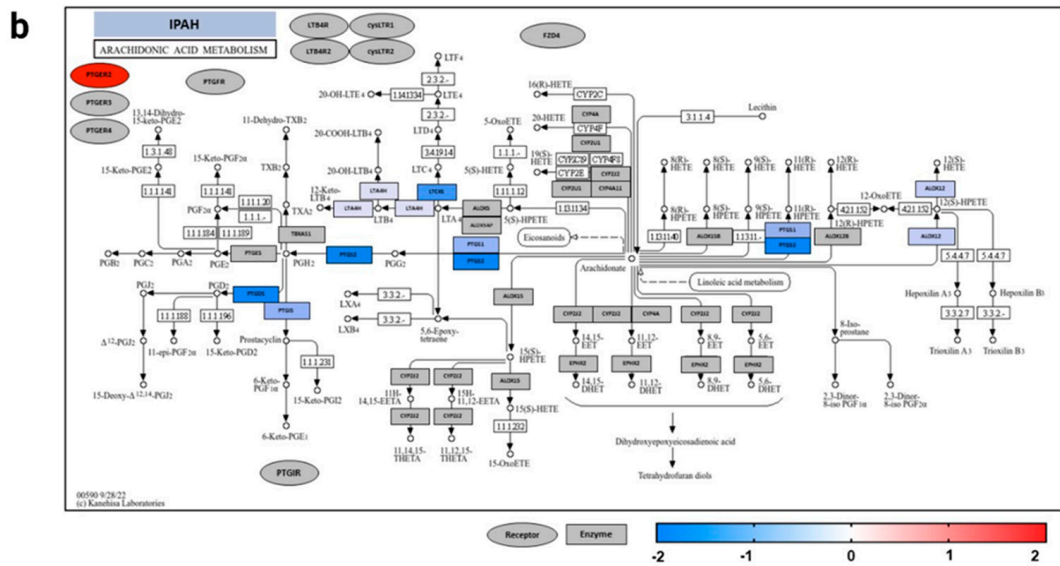 b
IPAH
ARACHIDONIC ACID METABOLISM
LTB4R
cysLTR1
LTB4R2
cysLTR2
FZD4
PTGER2
PTGFR
PTGER3
PTGER4
LTF4
2.3.2.-
20-OH-LTE4
1.14.13.34
LTE4
2.3.2.-
LTD4
3.4.19.14
LTC4
LTC4S
13,14-Dihydro-
15-keto-PGE2
1.3.1.48
15-Keto-PGE2
1.1.1.141
15-Keto-PGF2α
1.1.1.141
PGF2α
1.1.1.184
1.1.1.189
1.1.1.20
1.1.1.-
11-Dehydro-TXB2
TXB2
TXA2
TBXAS1
20-COOH-LTB4
20-OH-LTB4
12-Keto-
LTB4
LTA4H
LTA4H
LTA4H
LTB4
LTA4
5-OxoETE
1.1.1.-
5(S)-HETE
1.11.1.12
ALOX5
ALOX5AP
5(S)-HPETE
1.13.11.34
16(R)-HETE
CYP2C
20-HETE
CYP4A
CYP4F
CYP2U1
19(S)-
HETE
CYP2C19
CYP4F8
CYP2E
CYP2J2
CYP2U1
CYP4A11
Lecithin
3.1.1.4
8(R)-
HETE
8(S)-
HETE
9(S)-
HETE
11(R)-
HETE
12(R)-
HETE
12(S)-
HETE
8(R)-
HPETE
8(S)-
HPETE
9(S)-
HPETE
11(R)-
HPETE
12(R)-HPETE
12-OxoETE
4.2.1.152
4.2.1.152
ALOX12
12(S)-HPETE
1.13.11.40
ALOX15B
1.13.11.-
PTGS1
PTGS2
ALOX12B
ALOX12
PGB2
PGC2
PGA2
PGE2
PTGES
PGH2
PTGS2
PGG2
PTGS1
PTGS2
Eicosanoids
Arachidonate
Linoleic acid metabolism
5.4.4.7
5.4.4.7
Hepoxilin A3
Hepoxilin B3
3.3.2.7
3.3.2.-
Trioxilin A3
Trioxilin B3
PGJ2
PGD2
PTGDS
PTGIS
1.1.1.188
1.1.1.196
Δ12-PGJ2
11-epi-PGF2α
15-Keto-PGD2
15-Deoxy-Δ12,14-PGJ2
Prostacyclin
1.1.1.231
6-Keto-
PGF1α
15-Keto-PGI2
6-Keto-PGE1
PTGIR
LXA4
3.3.2.-
LXB4
3.3.2.-
5,6-Epoxy-
tetraene
ALOX15
15(S)-
HPETE
CYP2J2
CYP2J2
11H-
14,15-EETA
15H-
11,12-EETA
CYP2J2
CYP2J2
11,14,15-
THETA
11,12,15-
THETA
ALOX15
15(S)-HETE
1.1.1.232
15-OxoETE
CYP2J2
CYP2J2
CYP4A
CYP2J2
CYP2J2
14,15-
EET
11,12-
EET
8,9-
EET
5,6-
EET
EPHX2
EPHX2
EPHX2
EPHX2
14,15-
DHET
11,12-
DHET
8,9-
DHET
5,6-
DHET
Dihydroxyepoxyeicosadienoic acid
Tetrahydrofuran diols
8-Iso-
prostane
2,3-Dinor-
8-iso PGF1α
2,3-Dinor-
8-iso PGF2α
00590 9/28/22
(c) Kanehisa Laboratories
Receptor
Enzyme
-2
-1
0
1
2